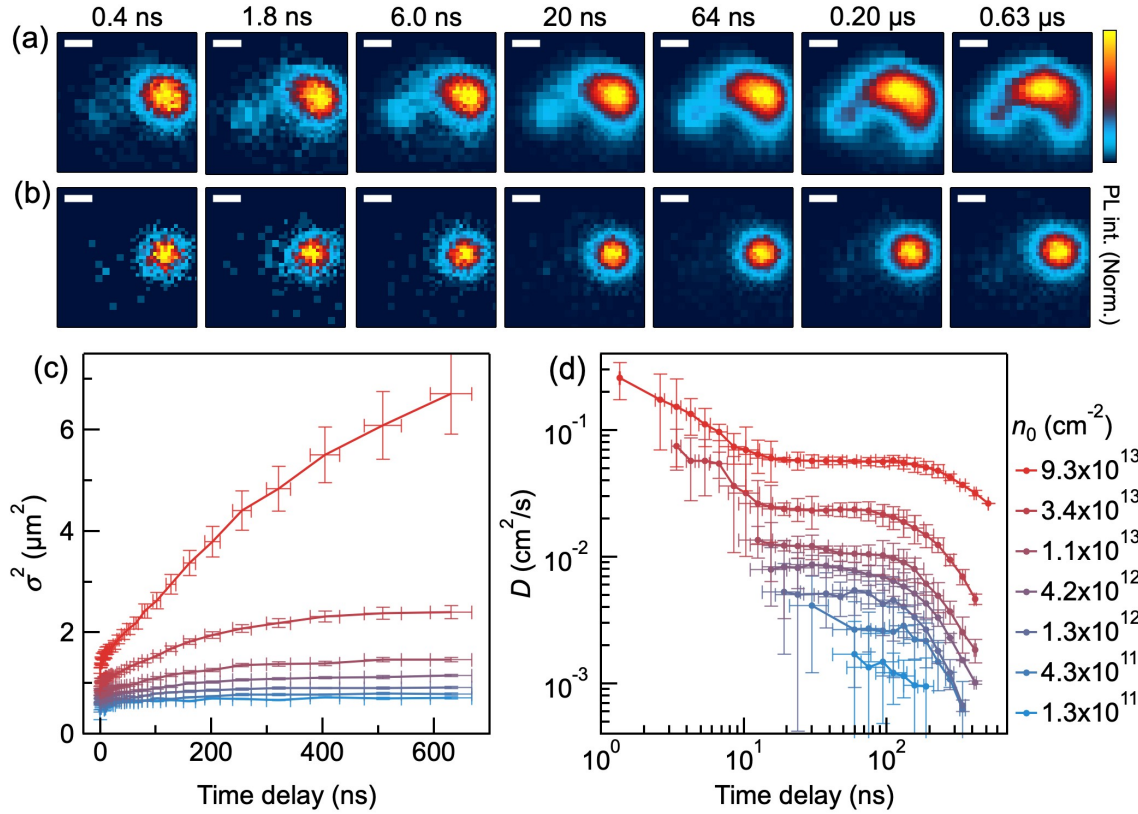 0.4 ns 1.8 ns 6.0 ns 20 ns 64 ns 0.20 μs 0.63 μs
(a)
(b)
PL int. (Norm.)
(c)
σ² (μm²)
6
4
2
0
0 200 400 600
Time delay (ns)
(d)
D (cm²/s)
10⁻¹
10⁻²
10⁻³
10⁰ 10¹ 10²
Time delay (ns)
n₀ (cm⁻²)
9.3x10¹³
3.4x10¹³
1.1x10¹³
4.2x10¹²
1.3x10¹²
4.3x10¹¹
1.3x10¹¹